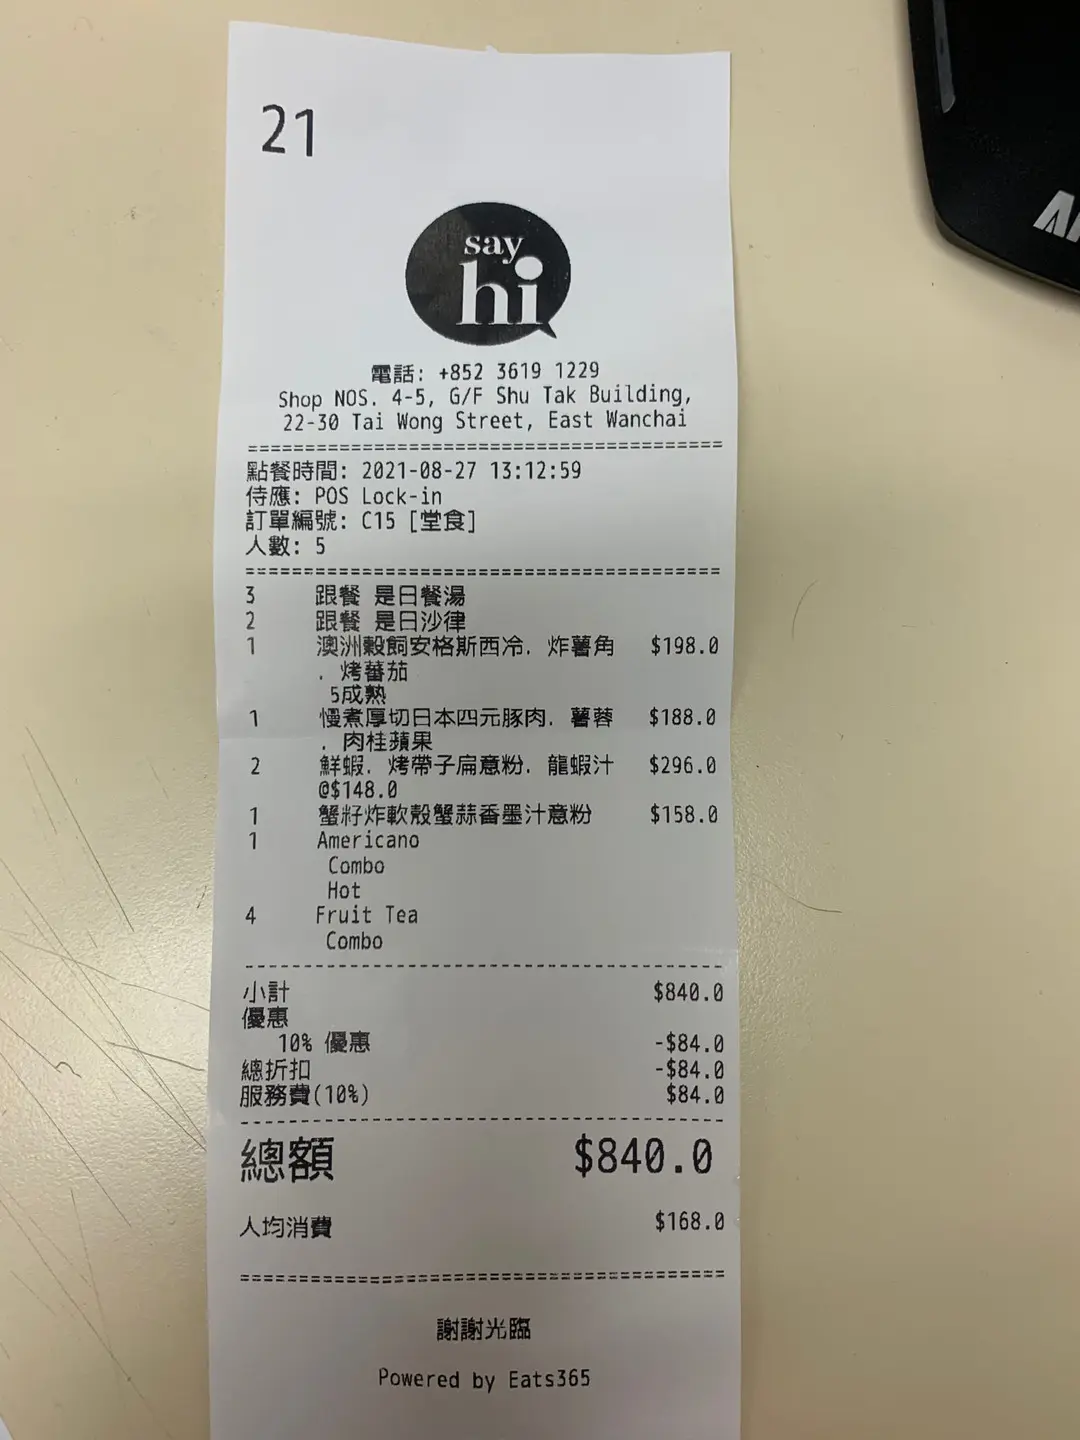 21
say
hi
電話: +852 3619 1229
Shop NOS. 4-5, G/F Shu Tak Building,
22-30 Tai Wong Street, East Wanchai
點餐時間: 2021-08-27 13:12:59
侍應: POS Lock-in
訂單編號: C15 [堂食]
人數: 5
3 跟餐 是日餐湯
2 跟餐 是日沙律
1 澳洲穀飼安格斯西冷. 炸薯角 $198.0
. 烤蕃茄
5成熟
1 慢煮厚切日本四元豚肉. 薯蓉 $188.0
. 肉桂蘋果
2 鮮蝦. 烤帶子扁意粉. 龍蝦汁 $296.0
@$148.0
1 蟹籽炸軟殼蟹蒜香墨汁意粉 $158.0
1 Americano
Combo
Hot
4 Fruit Tea
Combo
小計 $840.0
優惠
10% 優惠 -$84.0
總折扣 -$84.0
服務費(10%) $84.0
總額 $840.0
人均消費 $168.0
謝謝光臨
Powered by Eats365